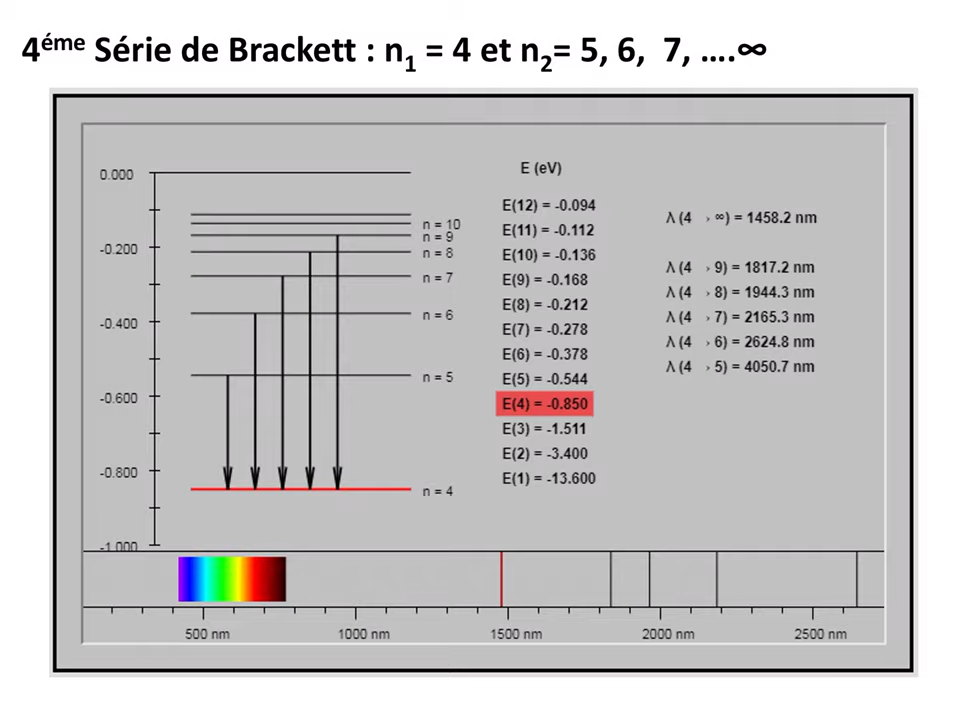 4éme Série de Brackett : n1 = 4 et n2= 5, 6, 7, ....∞
E (eV)
0.000
-0.200
-0.400
-0.600
-0.800
-1.000
n = 10
n = 9
n = 8
n = 7
n = 6
n = 5
n = 4
E(12) = -0.094
E(11) = -0.112
E(10) = -0.136
E(9) = -0.168
E(8) = -0.212
E(7) = -0.278
E(6) = -0.378
E(5) = -0.544
E(4) = -0.850
E(3) = -1.511
E(2) = -3.400
E(1) = -13.600
λ (4 › ∞) = 1458.2 nm
λ (4 › 9) = 1817.2 nm
λ (4 › 8) = 1944.3 nm
λ (4 › 7) = 2165.3 nm
λ (4 › 6) = 2624.8 nm
λ (4 › 5) = 4050.7 nm
500 nm 1000 nm 1500 nm 2000 nm 2500 nm